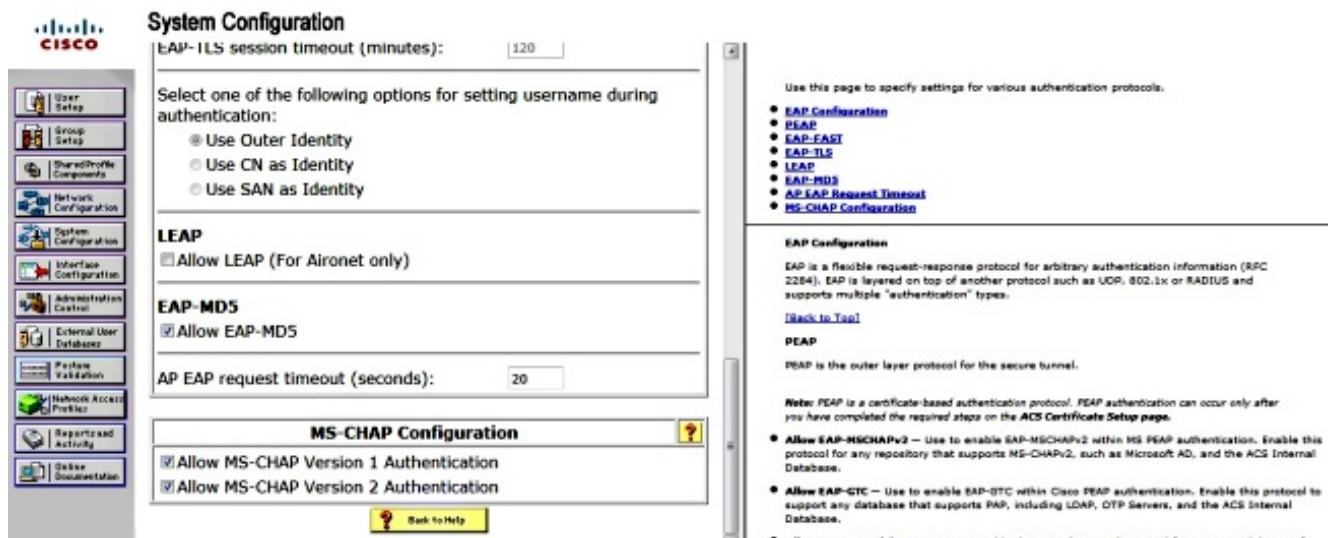 CISCO
System Configuration
User
Setup
Group
Setup
Shared Profile
Components
Network
Configuration
System
Configuration
Interface
Configuration
Administration
Control
External User
Databases
Posture
Validation
Network Access
Profiles
Reports and
Activity
Online
Documentation
EAP-TLS session timeout (minutes): 120
Select one of the following options for setting username during
authentication:
Use Outer Identity
Use CN as Identity
Use SAN as Identity
LEAP
Allow LEAP (For Aironet only)
EAP-MD5
Allow EAP-MD5
AP EAP request timeout (seconds): 20
MS-CHAP Configuration ?
Allow MS-CHAP Version 1 Authentication
Allow MS-CHAP Version 2 Authentication
? Back to Help
Use this page to specify settings for various authentication protocols.
EAP Configuration
PEAP
EAP-FAST
EAP-TLS
LEAP
EAP-MD5
AP EAP Request Timeout
MS-CHAP Configuration
EAP Configuration
EAP is a flexible request-response protocol for arbitrary authentication information (RFC
2284). EAP is layered on top of another protocol such as UDP, 802.1x or RADIUS and
supports multiple "authentication" types.
[Back to Top]
PEAP
PEAP is the outer layer protocol for the secure tunnel.
Note: PEAP is a certificate-based authentication protocol. PEAP authentication can occur only after
you have completed the required steps on the ACS Certificate Setup page.
Allow EAP-MSCHAPv2 — Use to enable EAP-MSCHAPv2 within MS PEAP authentication. Enable this
protocol for any repository that supports MS-CHAPv2, such as Microsoft AD, and the ACS Internal
Database.
Allow EAP-GTC — Use to enable EAP-GTC within Cisco PEAP authentication. Enable this protocol to
support any database that supports PAP, including LDAP, OTP Servers, and the ACS Internal
Database.